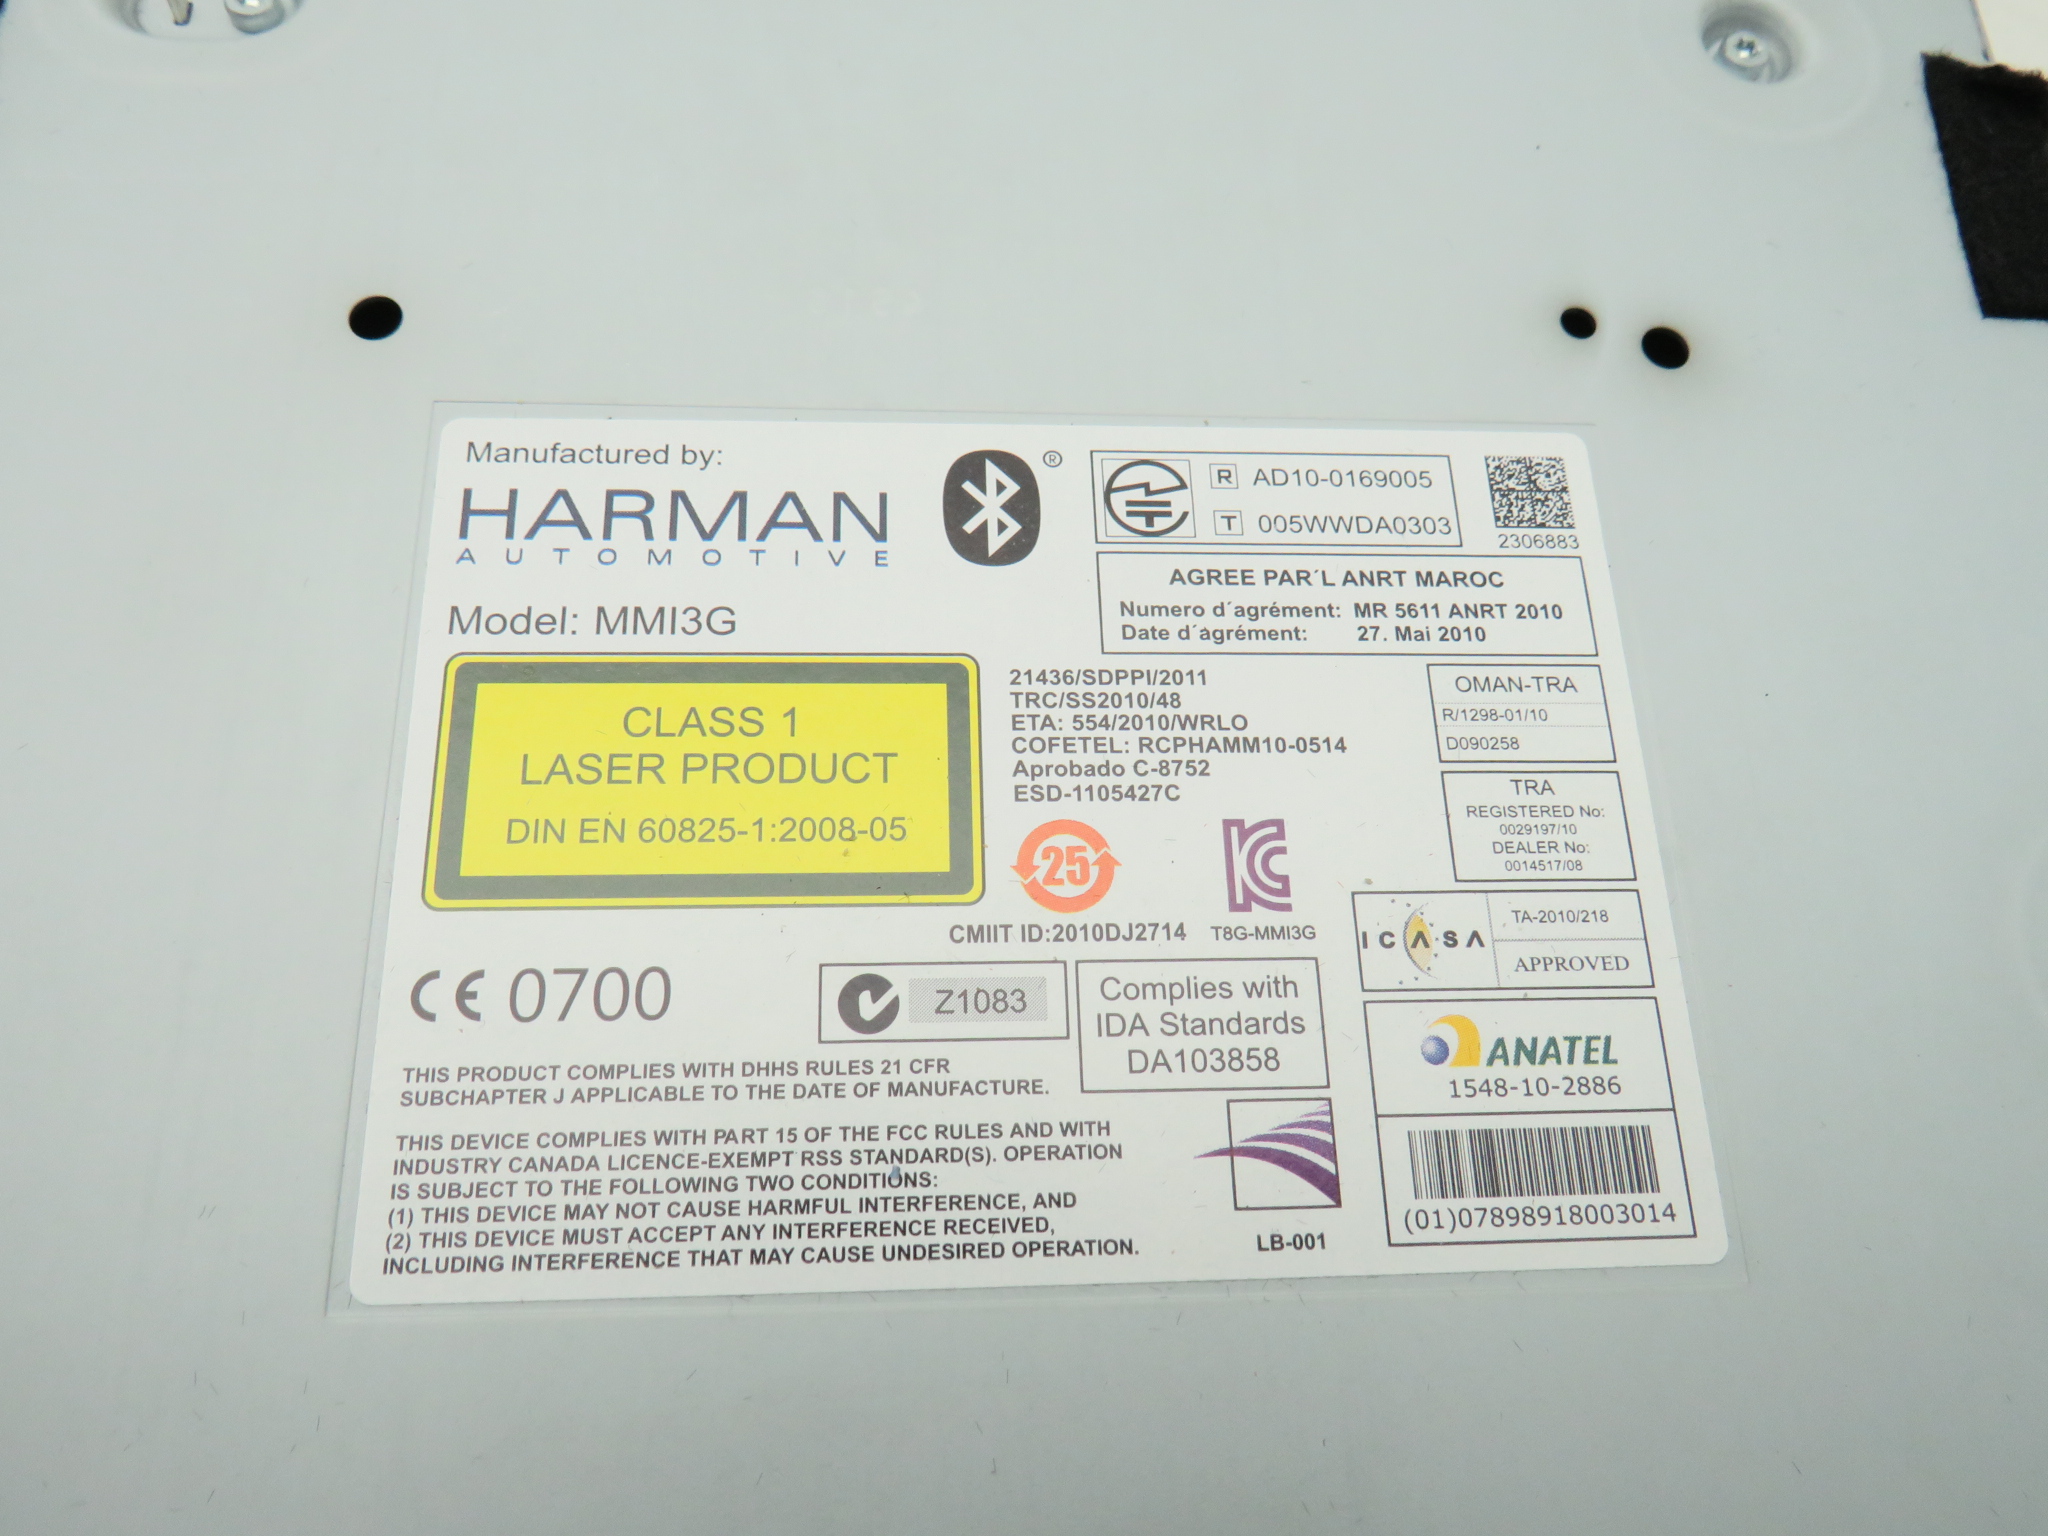 Manufactured by:
HARMAN
AUTOMOTIVE
®
Model: MMI3G
R AD10-0169005
T 005WWDA0303
2306883
AGREE PAR´L ANRT MAROC
Numero d´agrément: MR 5611 ANRT 2010
Date d´agrément: 27. Mai 2010
CLASS 1
LASER PRODUCT
DIN EN 60825-1:2008-05
21436/SDPPI/2011
TRC/SS2010/48
ETA: 554/2010/WRLO
COFETEL: RCPHAMM10-0514
Aprobado C-8752
ESD-1105427C
OMAN-TRA
R/1298-01/10
D090258
TRA
REGISTERED No:
0029197/10
DEALER No:
0014517/08
25
CMIIT ID:2010DJ2714
T8G-MMI3G
ICASA
TA-2010/218
APPROVED
CE 0700
Z1083
Complies with
IDA Standards
DA103858
ANATEL
1548-10-2886
(01)07898918003014
THIS PRODUCT COMPLIES WITH DHHS RULES 21 CFR
SUBCHAPTER J APPLICABLE TO THE DATE OF MANUFACTURE.
THIS DEVICE COMPLIES WITH PART 15 OF THE FCC RULES AND WITH
INDUSTRY CANADA LICENCE-EXEMPT RSS STANDARD(S). OPERATION
IS SUBJECT TO THE FOLLOWING TWO CONDITIONS:
(1) THIS DEVICE MAY NOT CAUSE HARMFUL INTERFERENCE, AND
(2) THIS DEVICE MUST ACCEPT ANY INTERFERENCE RECEIVED,
INCLUDING INTERFERENCE THAT MAY CAUSE UNDESIRED OPERATION.
LB-001